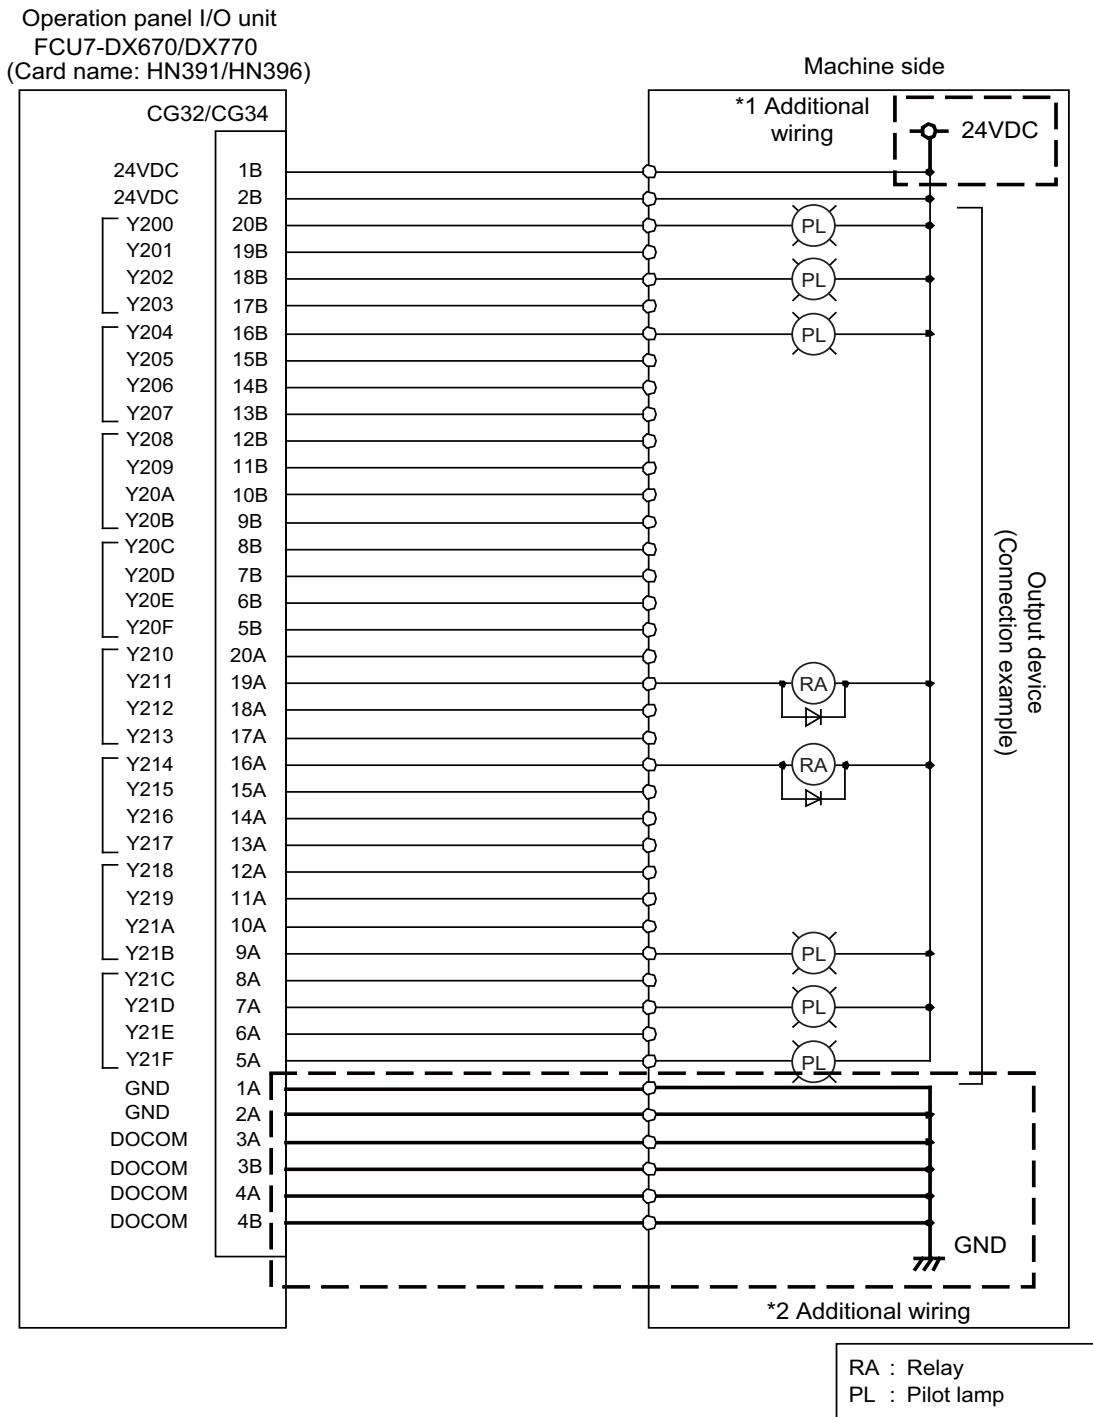 Operation panel I/O unit
FCU7-DX670/DX770
(Card name: HN391/HN396)
Machine side
CG32/CG34
*1 Additional
wiring
24VDC
24VDC 1B
24VDC 2B
Y200 20B PL
Y201 19B
Y202 18B PL
Y203 17B
Y204 16B PL
Y205 15B
Y206 14B
Y207 13B
Y208 12B
Y209 11B
Y20A 10B
Y20B 9B
Y20C 8B
Y20D 7B
Y20E 6B
Y20F 5B
Y210 20A
Y211 19A RA
Y212 18A
Y213 17A
Y214 16A RA
Y215 15A
Y216 14A
Y217 13A
Y218 12A
Y219 11A
Y21A 10A
Y21B 9A PL
Y21C 8A
Y21D 7A PL
Y21E 6A
Y21F 5A PL
GND 1A
GND 2A
DOCOM 3A
DOCOM 3B
DOCOM 4A
DOCOM 4B
Output device
(Connection example)
GND
*2 Additional wiring
RA : Relay
PL : Pilot lamp